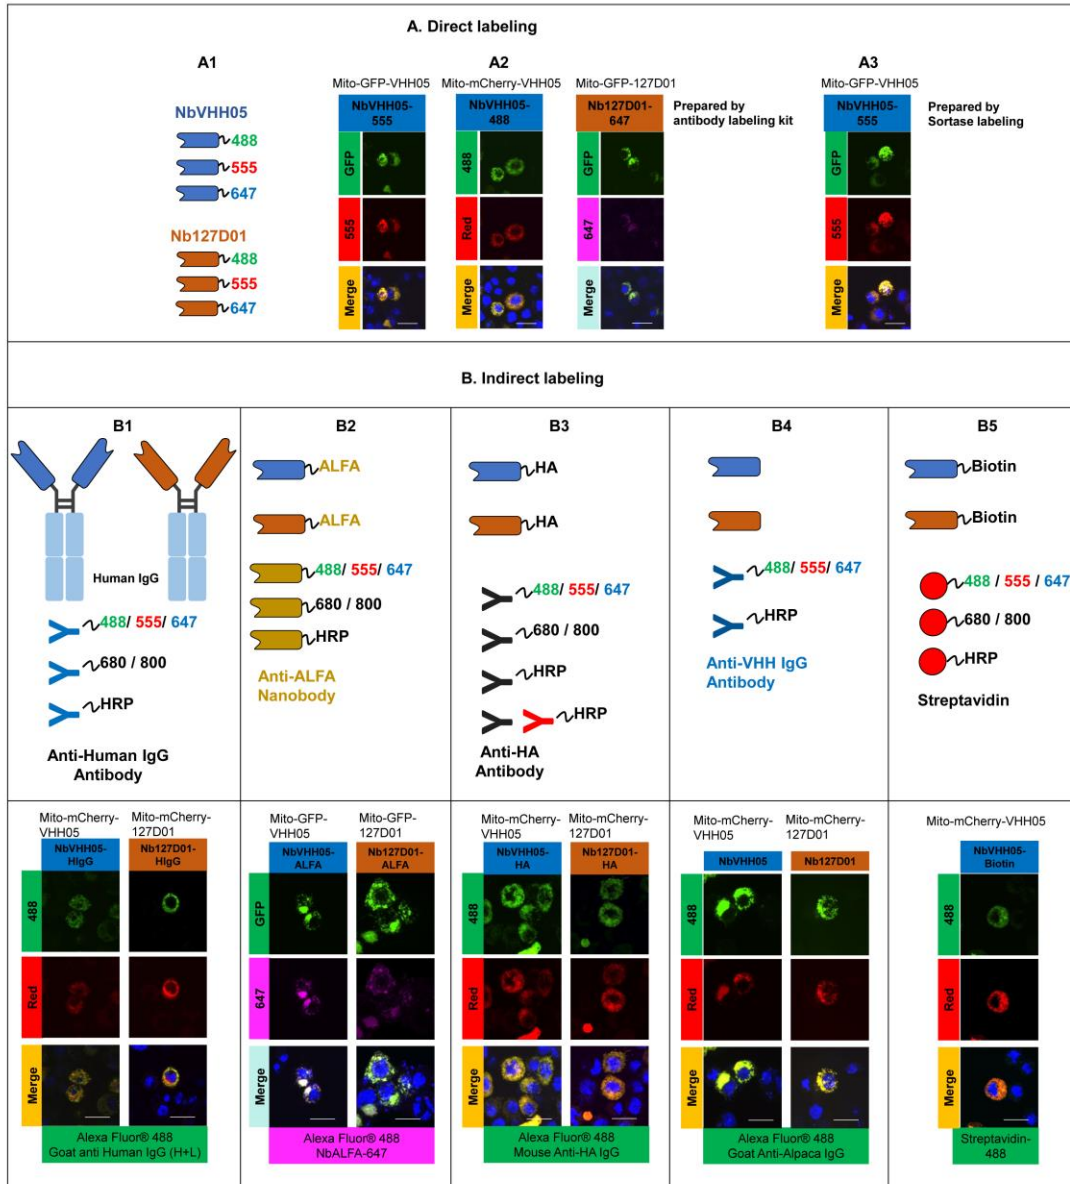 A. Direct labeling
A1
NbVHH05
488
555
647
Nb127D01
488
555
647
A2
Mito-GFP-VHH05
Mito-mCherry-VHH05
Mito-GFP-127D01
NbVHH05-
555
NbVHH05-
488
Nb127D01-
647
Prepared by
antibody labeling kit
GFP
555
Merge
488
Red
Merge
GFP
647
Merge
A3
Mito-GFP-VHH05
NbVHH05-
555
Prepared by
Sortase labeling
GFP
555
Merge
B. Indirect labeling
B1
Human IgG
488/ 555/ 647
680 / 800
HRP
Anti-Human IgG
Antibody
B2
ALFA
ALFA
488/ 555/ 647
680 / 800
HRP
Anti-ALFA
Nanobody
B3
HA
HA
488/ 555/ 647
680 / 800
HRP
HRP
Anti-HA
Antibody
B4
488/ 555/ 647
HRP
Anti-VHH IgG
Antibody
B5
Biotin
Biotin
488 / 555 / 647
680 / 800
HRP
Streptavidin
Mito-mCherry-
VHH05
Mito-mCherry-
127D01
NbVHH05-
HIgG
Nb127D01-
HIgG
488
Red
Merge
Alexa Fluor® 488
Goat anti Human IgG (H+L)
Mito-GFP-
VHH05
Mito-GFP-
127D01
NbVHH05-
ALFA
Nb127D01-
ALFA
GFP
647
Merge
Alexa Fluor® 488
NbALFA-647
Mito-mCherry-
VHH05
Mito-mCherry-
127D01
NbVHH05-
HA
Nb127D01-
HA
488
Red
Merge
Alexa Fluor® 488
Mouse Anti-HA IgG
Mito-mCherry-
VHH05
Mito-mCherry-
127D01
NbVHH05
Nb127D01
488
Red
Merge
Alexa Fluor® 488
Goat Anti-Alpaca IgG
Mito-mCherry-VHH05
NbVHH05-
Biotin
488
Red
Merge
Streptavidin-
488